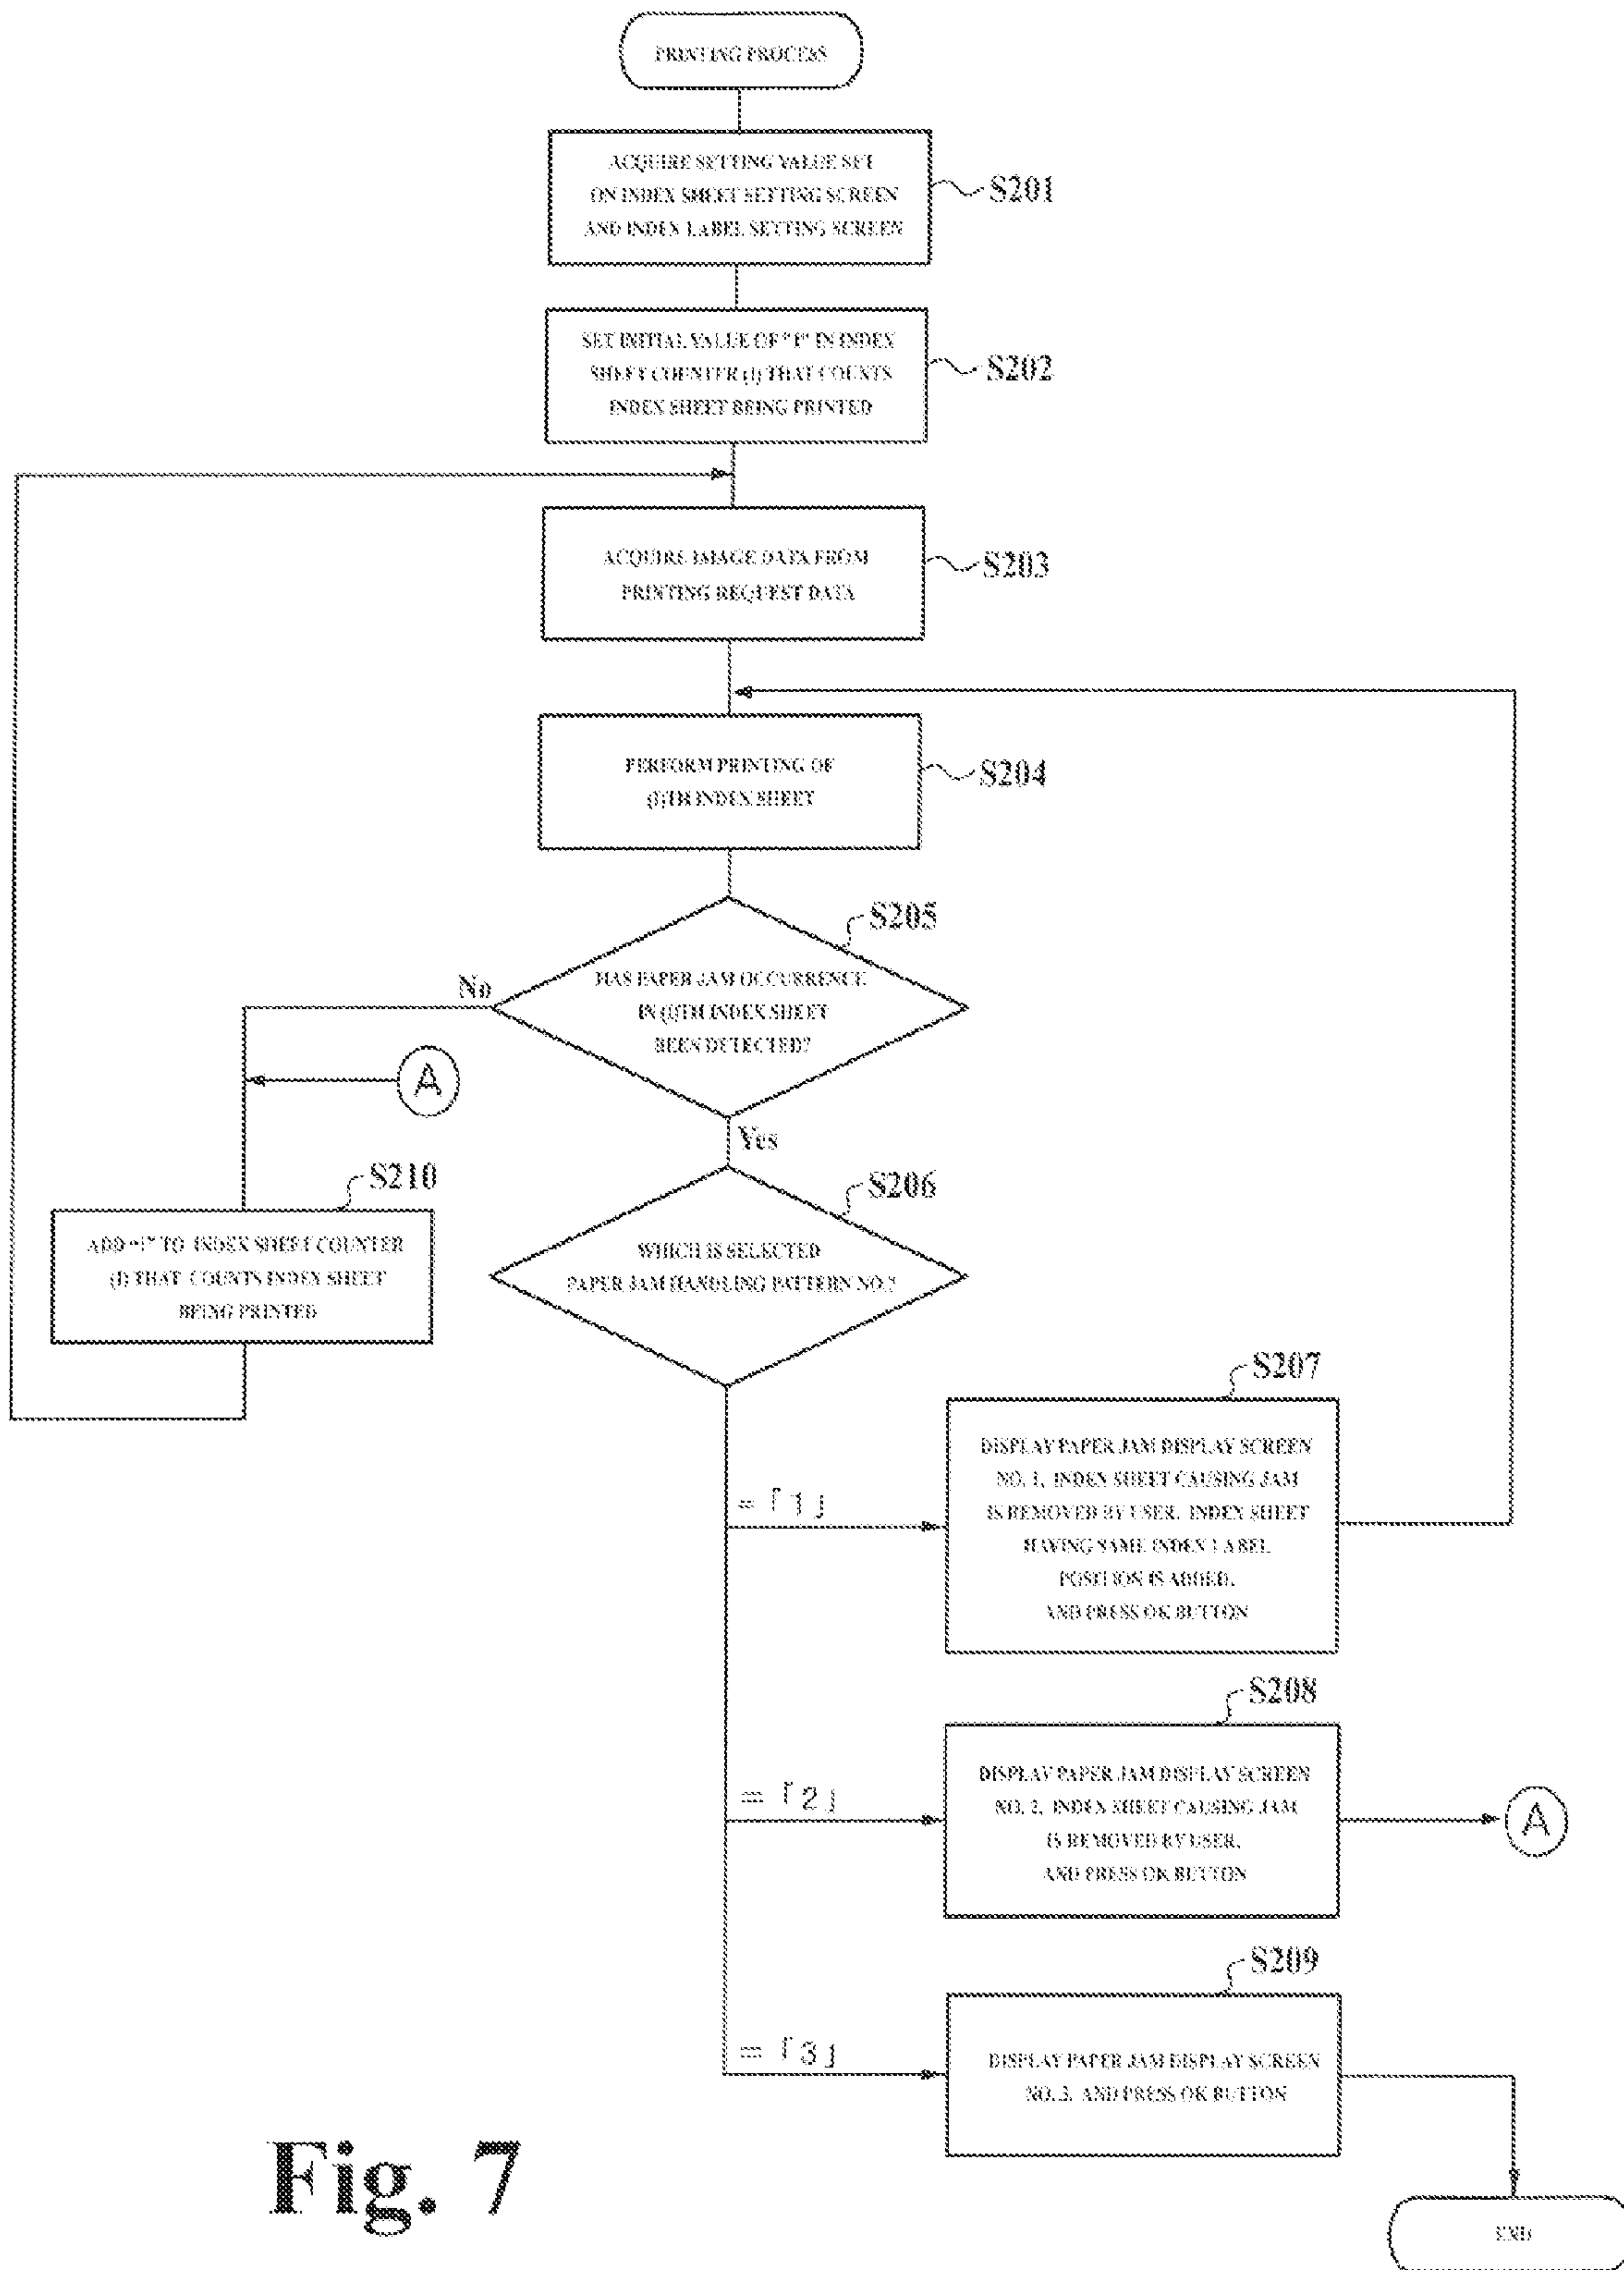 PRINTING PROCESS
ACQUIRE SETTING VALUE SET
ON INDEX SHEET SETTING SCREEN
AND INDEX LABEL SETTING SCREEN
S201
SET INITIAL VALUE OF "1" IN INDEX
SHEET COUNTER (I) THAT COUNTS
INDEX SHEET BEING PRINTED
S202
ACQUIRE IMAGE DATA FROM
PRINTING REQUEST DATA
S203
PERFORM PRINTING OF
(I)TH INDEX SHEET
S204
S205
HAS PAPER JAM OCCURRENCE
IN (I)TH INDEX SHEET
BEEN DETECTED?
No
A
Yes
S210
ADD "1" TO INDEX SHEET COUNTER
(I) THAT COUNTS INDEX SHEET
BEING PRINTED
S206
WHICH IS SELECTED
PAPER JAM HANDLING PATTERN NO.?
S207
=「1」
DISPLAY PAPER JAM DISPLAY SCREEN
NO. 1, INDEX SHEET CAUSING JAM
IS REMOVED BY USER, INDEX SHEET
HAVING SAME INDEX LABEL
POSITION IS ADDED,
AND PRESS OK BUTTON
S208
=「2」
DISPLAY PAPER JAM DISPLAY SCREEN
NO. 2, INDEX SHEET CAUSING JAM
IS REMOVED BY USER,
AND PRESS OK BUTTON
A
S209
=「3」
DISPLAY PAPER JAM DISPLAY SCREEN
NO. 3, AND PRESS OK BUTTON
END
Fig. 7